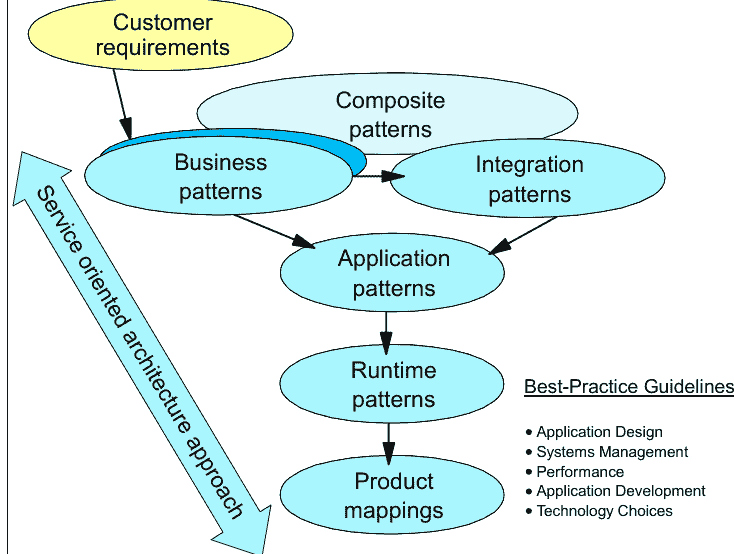 Customer
requirements
Composite
patterns
Business
patterns
Integration
patterns
Application
patterns
Runtime
patterns
Product
mappings
Service oriented architecture approach
Best-Practice Guidelines
• Application Design
• Systems Management
• Performance
• Application Development
• Technology Choices